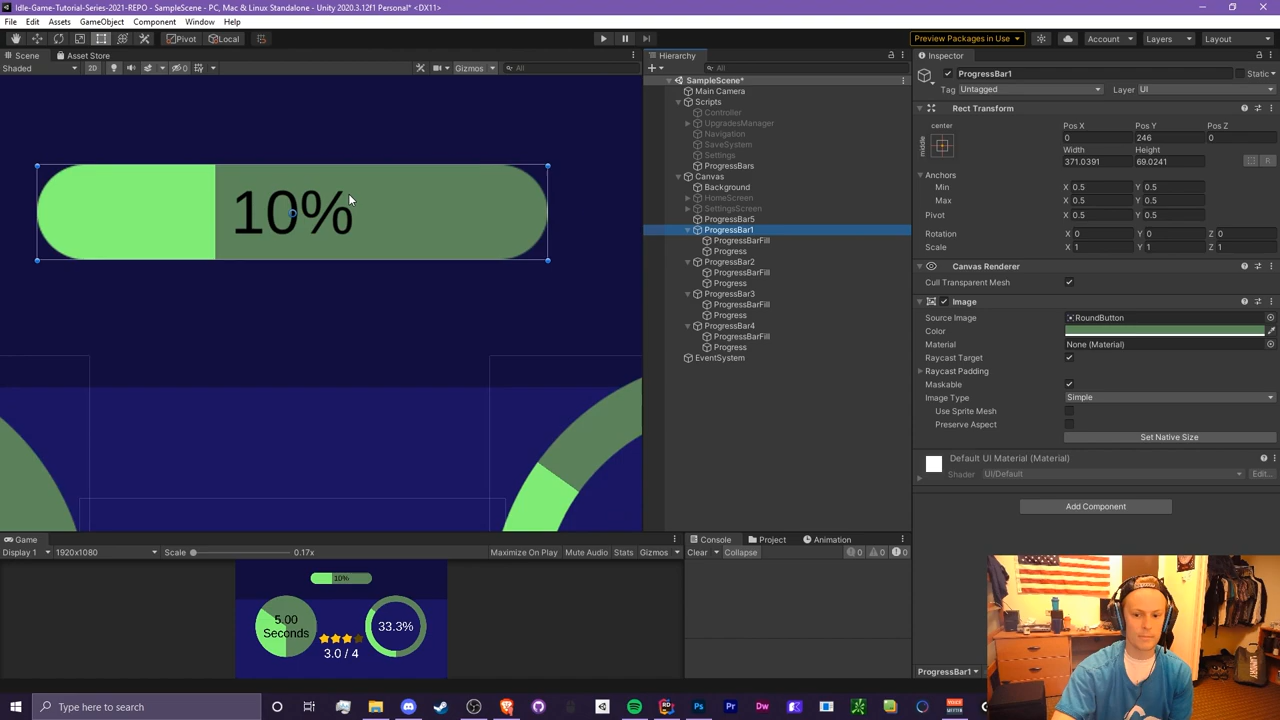 Idle-Game-Tutorial-Series-2021-REPO - SampleScene - PC, Mac & Linux Standalone - Unity 2020.3.12f1 Personal* <DX11>
File Edit Assets GameObject Component Window Help
Pivot Local Preview Packages in Use Account Layers Layout
Scene Asset Store
Shaded 2D 0 Gizmos All
10%
Hierarchy
All
SampleScene*
Main Camera
Scripts
Controller
UpgradesManager
Navigation
SaveSystem
Settings
ProgressBars
Canvas
Background
HomeScreen
SettingsScreen
ProgressBar5
ProgressBar1
ProgressBarFill
Progress
ProgressBar2
ProgressBarFill
Progress
ProgressBar3
ProgressBarFill
Progress
ProgressBar4
ProgressBarFill
Progress
EventSystem
Inspector
ProgressBar1 Static
Tag Untagged Layer UI
Rect Transform
center
middle
Pos X Pos Y Pos Z
0 246 0
Width Height
371.0391 69.0241 R
Anchors
Min X 0.5 Y 0.5
Max X 0.5 Y 0.5
Pivot X 0.5 Y 0.5
Rotation X 0 Y 0 Z 0
Scale X 1 Y 1 Z 1
Canvas Renderer
Cull Transparent Mesh
Image
Source Image RoundButton
Color
Material None (Material)
Raycast Target
Raycast Padding
Maskable
Image Type Simple
Use Sprite Mesh
Preserve Aspect
Set Native Size
Default UI Material (Material)
Shader UI/Default Edit...
Add Component
ProgressBar1
Game
Display 1 1920x1080 Scale 0.17x Maximize On Play Mute Audio Stats Gizmos
10%
5.00
Seconds
33.3%
3.0 / 4
Console Project Animation
Clear Collapse 0 0 0
Type here to search